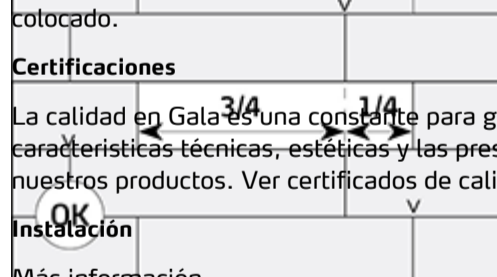 colocado.
Certificaciones
3/4 1/4
La calidad en Gala es una constante para g
características técnicas, estéticas y las pres
nuestros productos. Ver certificados de cali
OK
Instalación
Más información